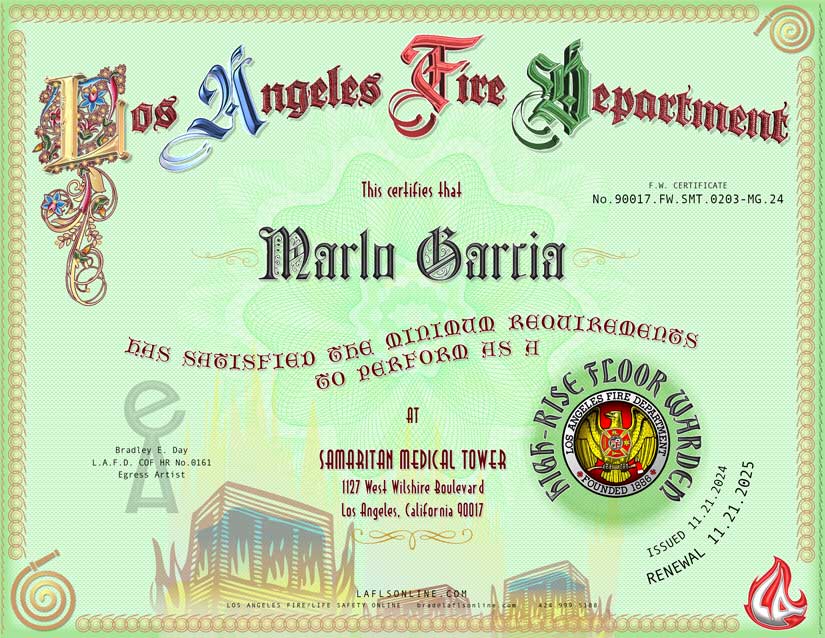 Los Angeles Fire Department
This certifies that
F.W. CERTIFICATE
No.90017.FW.SMT.0203-MG.24
Marlo Garcia
HAS SATISFIED THE MINIMUM REQUIREMENTS
TO PERFORM AS A
HIGH-RISE FLOOR WARDEN
LOS ANGELES FIRE DEPARTMENT
FOUNDED 1886
AT
Bradley E. Day
L.A.F.D. COF HR No.0161
Egress Artist
SAMARITAN MEDICAL TOWER
1127 West Wilshire Boulevard
Los Angeles, California 90017
ISSUED 11.21.2024
RENEWAL 11.21.2025
LAFLSONLINE.COM
LOS ANGELES FIRE/LIFE SAFETY ONLINE